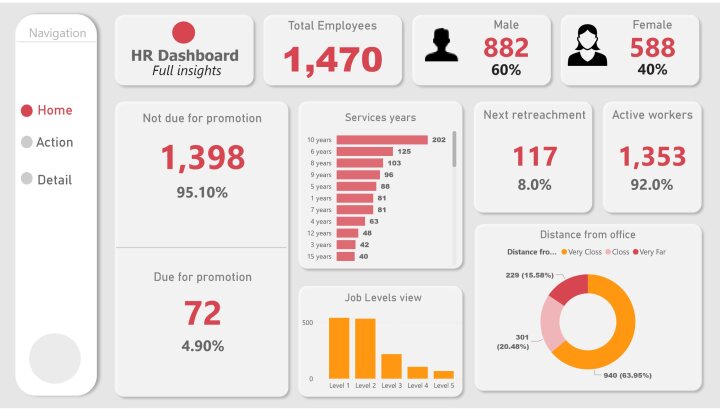 Navigation
Home
Action
Detail
HR Dashboard
Full insights
Total Employees
1,470
Male
882
60%
Female
588
40%
Not due for promotion
1,398
95.10%
Due for promotion
72
4.90%
Services years
10 years 202
6 years 125
8 years 103
9 years 96
5 years 88
1 years 81
7 years 81
4 years 63
12 years 48
3 years 42
15 years 40
Job Levels view
500
0
Level 1 Level 2 Level 3 Level 4 Level 5
Next retreachment
117
8.0%
Active workers
1,353
92.0%
Distance from office
Distance fro... Very Closs Closs Very Far
229 (15.58%)
301
(20.48%)
940 (63.95%)